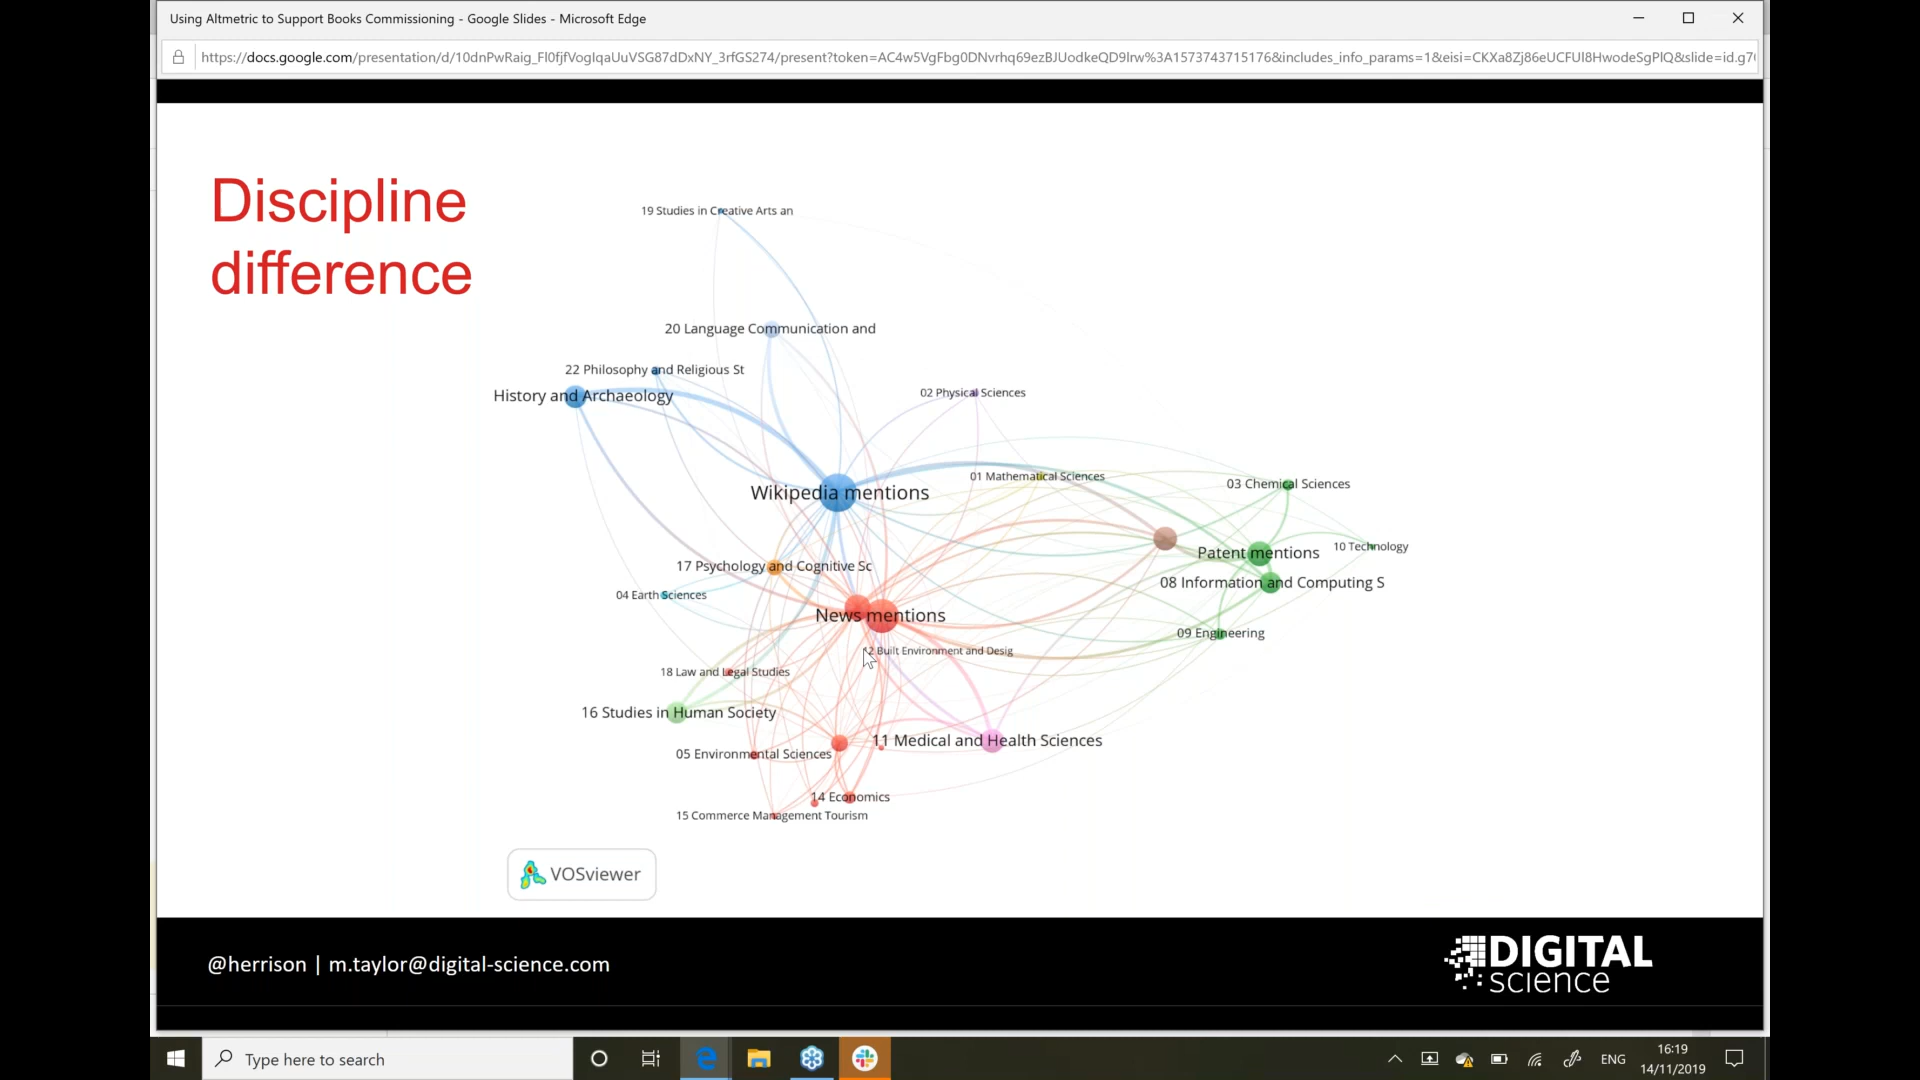 Using Altmetric to Support Books Commissioning - Google Slides - Microsoft Edge
https://docs.google.com/presentation/d/10dnPwRaig_Fl0fjfVogIqaUuVSG87dDxNY_3rfGS274/present?token=AC4w5VgFbg0DNvrhq69ezBJUodkeQD9lrw%3A1573743715176&includes_info_params=1&eisi=CKXa8Zj86eUCFUl8HwodeSgPIQ&slide=id.g7
Discipline
difference
19 Studies in Creative Arts an
20 Language Communication and
22 Philosophy and Religious St
History and Archaeology
02 Physical Sciences
01 Mathematical Sciences
03 Chemical Sciences
Wikipedia mentions
Patent mentions
10 Technology
17 Psychology and Cognitive Sc
08 Information and Computing S
04 Earth Sciences
News mentions
09 Engineering
12 Built Environment and Desig
18 Law and Legal Studies
16 Studies in Human Society
11 Medical and Health Sciences
05 Environmental Sciences
14 Economics
15 Commerce Management Tourism
VOSviewer
@herrison | m.taylor@digital-science.com
DIGITAL
science
Type here to search
ENG
16:19
14/11/2019